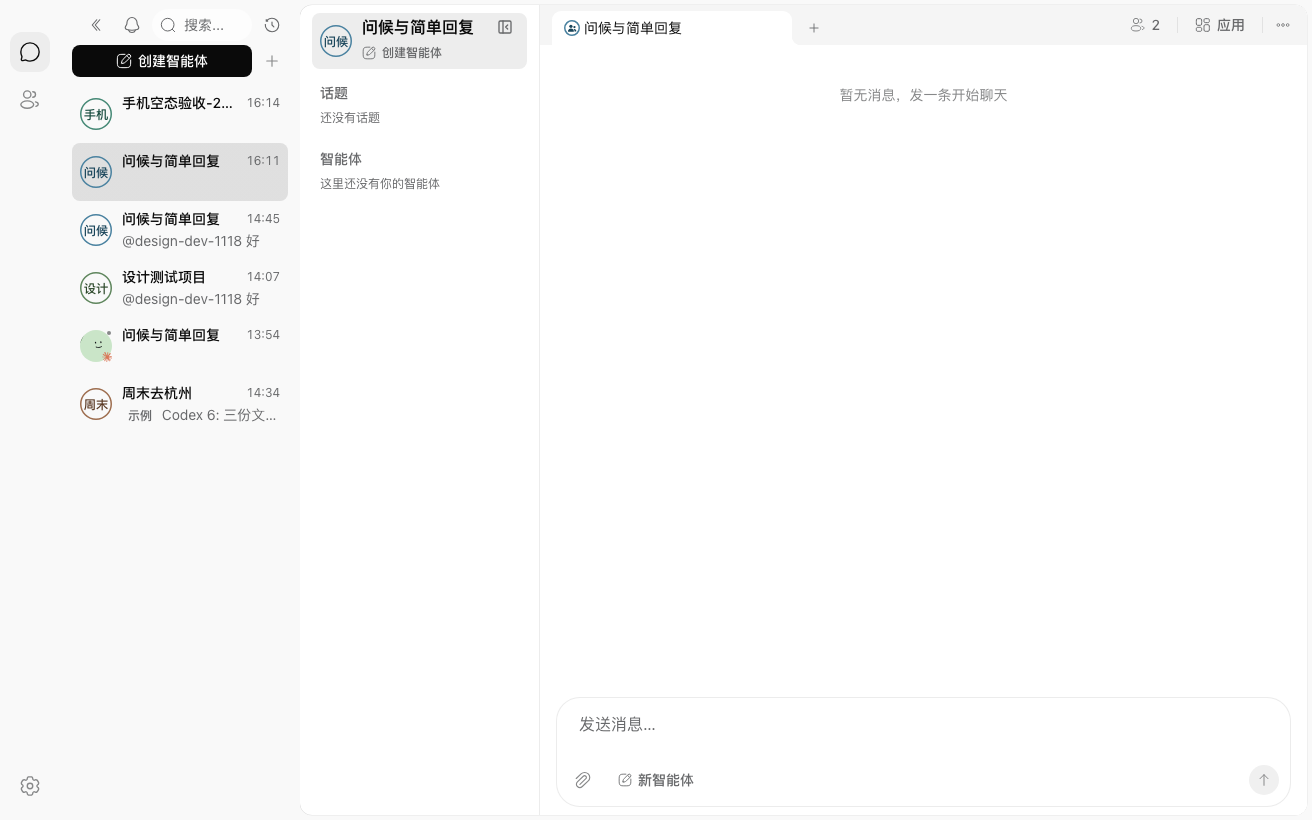 搜索...
创建智能体
手机
手机空态验收-2...
16:14
问候
问候与简单回复
16:11
问候
问候与简单回复
14:45
@design-dev-1118 好
设计
设计测试项目
14:07
@design-dev-1118 好
问候与简单回复
13:54
周末
周末去杭州
14:34
示例 Codex 6: 三份文...
问候
问候与简单回复
创建智能体
话题
还没有话题
智能体
这里还没有你的智能体
问候与简单回复
2
应用
暂无消息，发一条开始聊天
发送消息...
新智能体